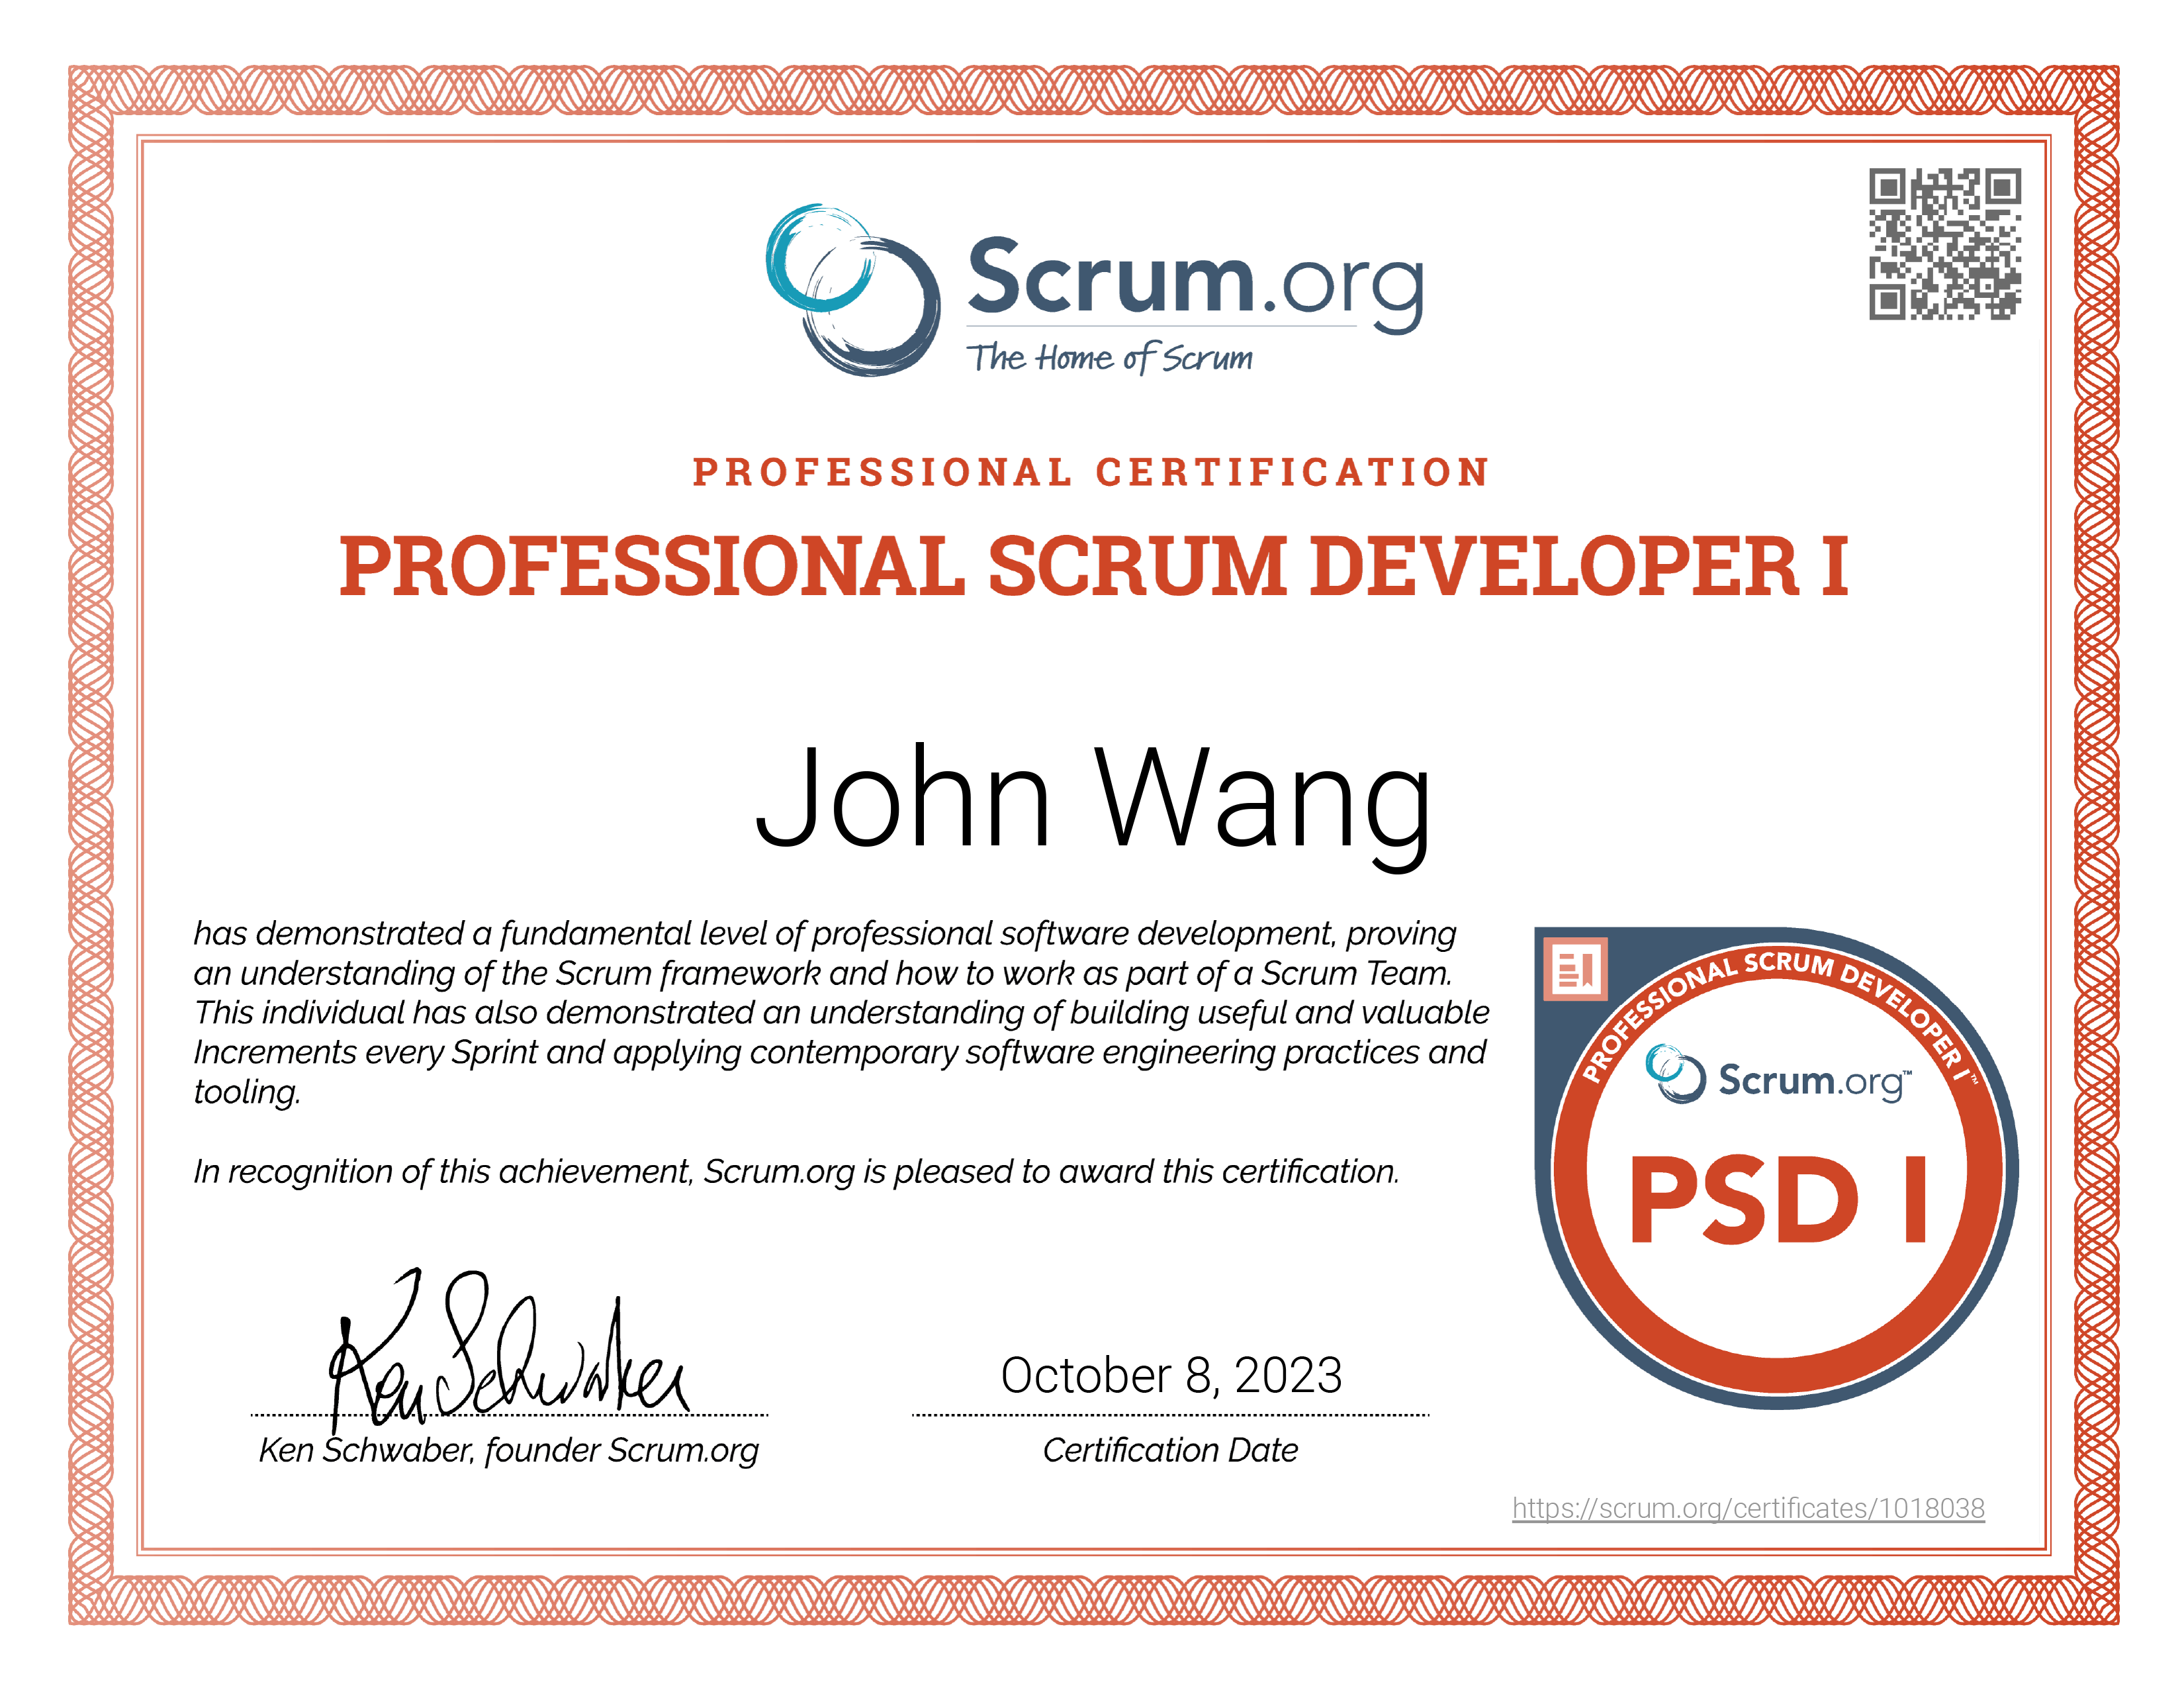 Scrum.org
The Home of Scrum
PROFESSIONAL CERTIFICATION
PROFESSIONAL SCRUM DEVELOPER I
John Wang
has demonstrated a fundamental level of professional software development, proving
an understanding of the Scrum framework and how to work as part of a Scrum Team.
This individual has also demonstrated an understanding of building useful and valuable
Increments every Sprint and applying contemporary software engineering practices and
tooling.
In recognition of this achievement, Scrum.org is pleased to award this certification.
PROFESSIONAL SCRUM DEVELOPER I™
Scrum.org™
PSD I
Ken Schwaber
October 8, 2023
Ken Schwaber, founder Scrum.org
Certification Date
https://scrum.org/certificates/1018038